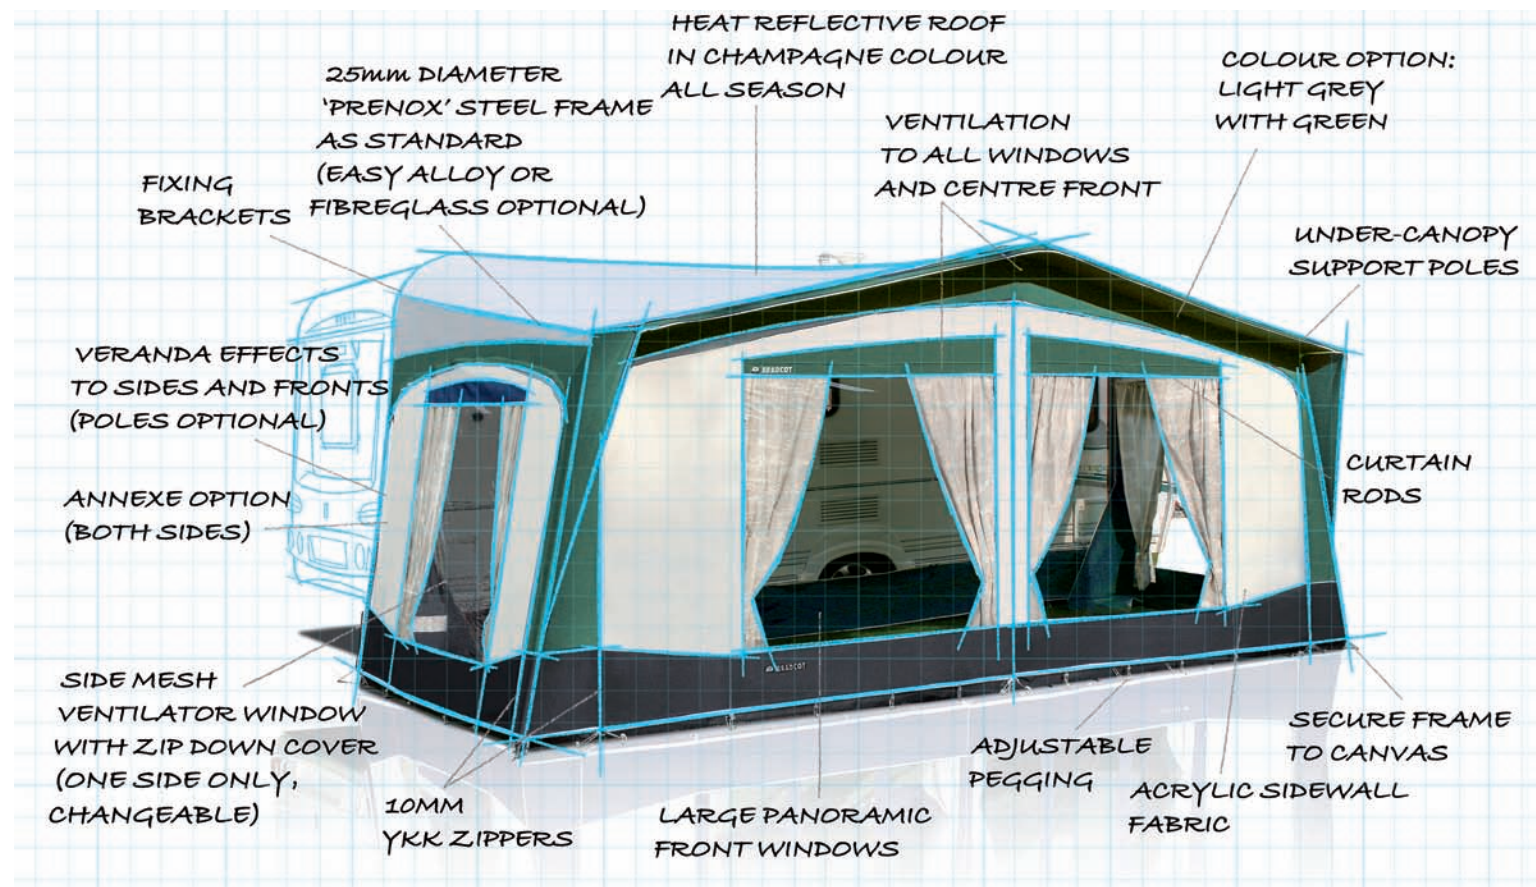 HEAT REFLECTIVE ROOF
IN CHAMPAGNE COLOUR
ALL SEASON
25mm DIAMETER
'PRENOX' STEEL FRAME
AS STANDARD
(EASY ALLOY OR
FIBREGLASS OPTIONAL)
COLOUR OPTION:
LIGHT GREY
WITH GREEN
VENTILATION
TO ALL WINDOWS
AND CENTRE FRONT
FIXING
BRACKETS
UNDER-CANOPY
SUPPORT POLES
VERANDA EFFECTS
TO SIDES AND FRONTS
(POLES OPTIONAL)
CURTAIN
RODS
ANNEXE OPTION
(BOTH SIDES)
SIDE MESH
VENTILATOR WINDOW
WITH ZIP DOWN COVER
(ONE SIDE ONLY,
CHANGEABLE)
10MM
YKK ZIPPERS
LARGE PANORAMIC
FRONT WINDOWS
ADJUSTABLE
PEGGING
ACRYLIC SIDEWALL
FABRIC
SECURE FRAME
TO CANVAS